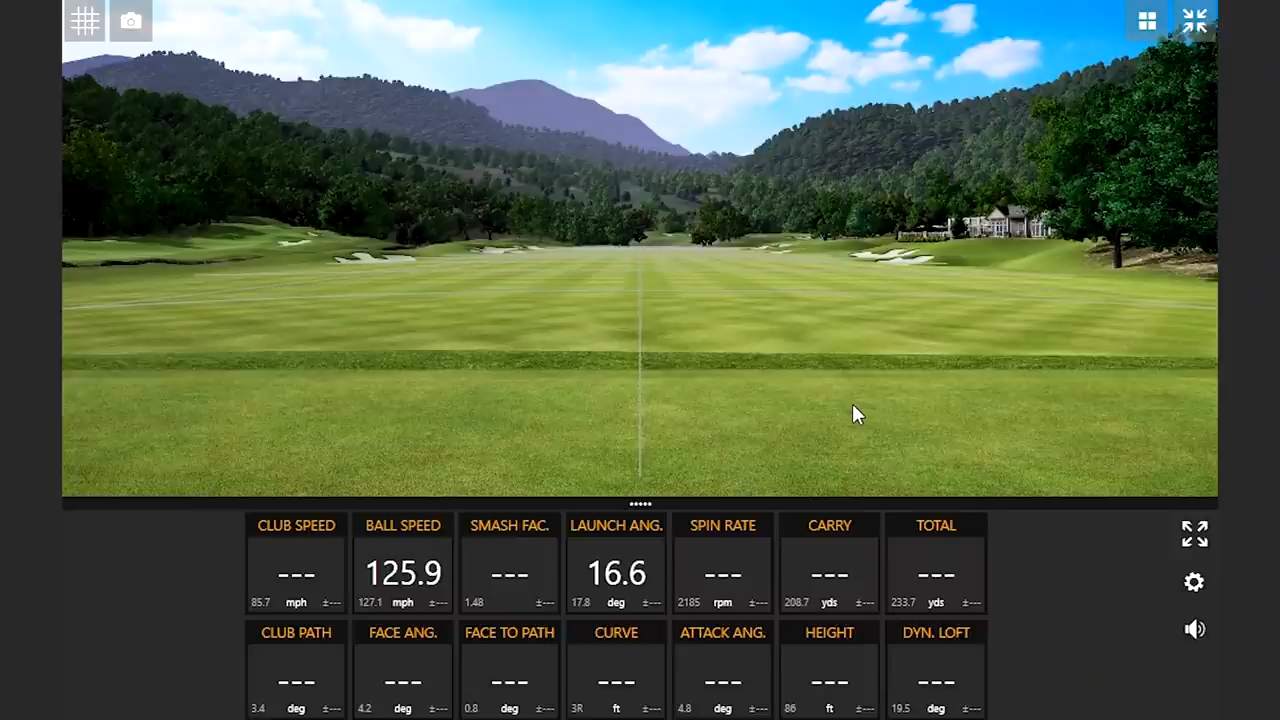 CLUB SPEED BALL SPEED SMASH FAC. LAUNCH ANG. SPIN RATE CARRY TOTAL
--- 125.9 --- 16.6 --- --- ---
85.7 mph ±--- 127.1 mph ±--- 1.48 ±--- 17.8 deg ±--- 2185 rpm ±--- 208.7 yds ±--- 233.7 yds ±---
CLUB PATH FACE ANG. FACE TO PATH CURVE ATTACK ANG. HEIGHT DYN. LOFT
--- --- --- --- --- --- ---
3.4 deg ±--- 4.2 deg ±--- 0.8 deg ±--- 3R ft ±--- 4.8 deg ±--- 86 ft ±--- 19.5 deg ±---